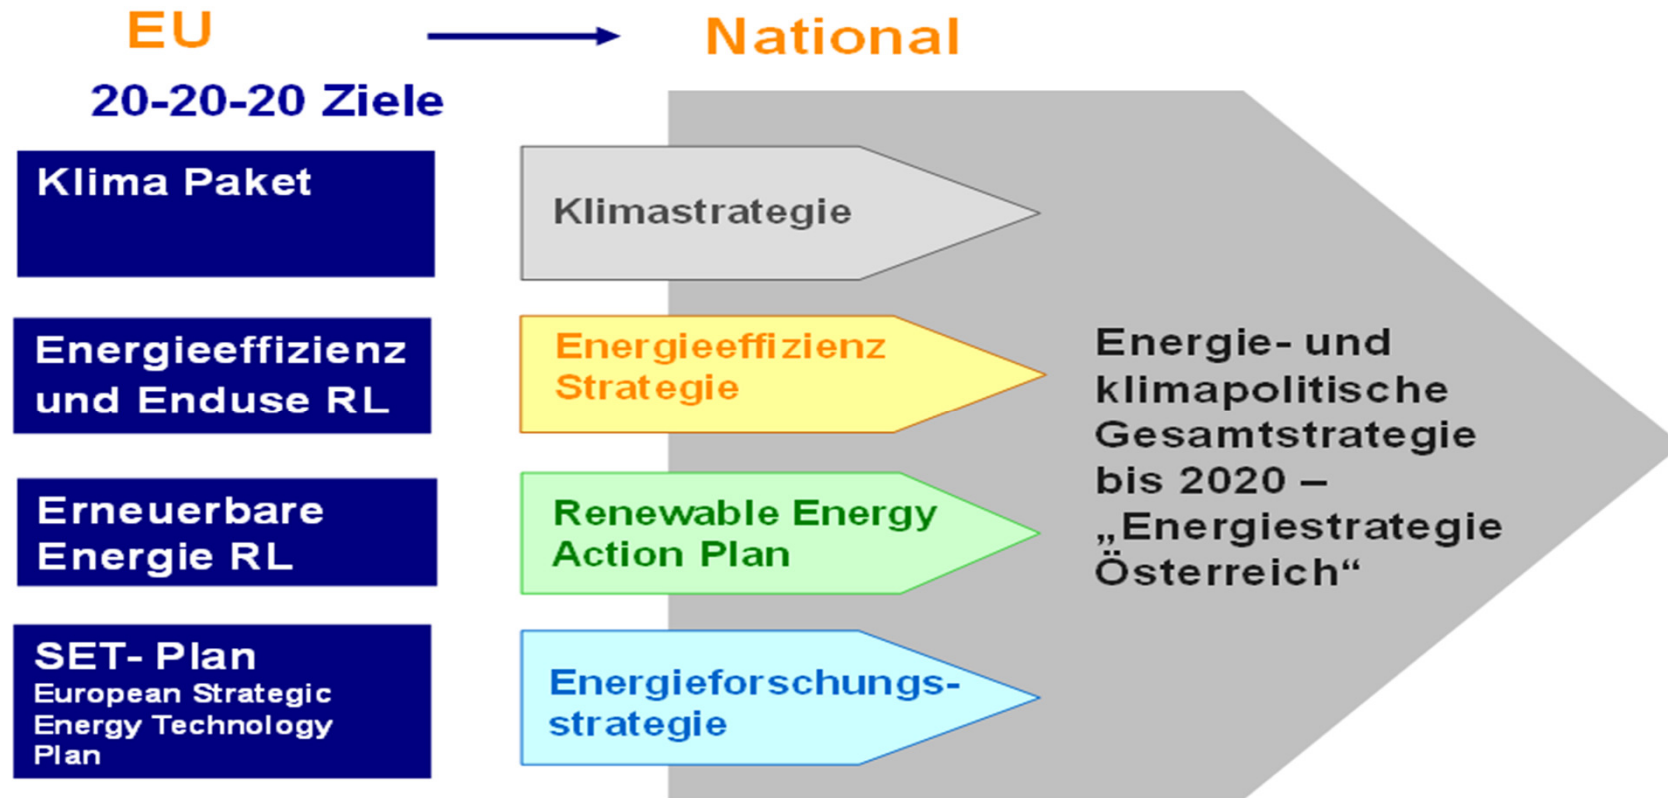 EU
National
20-20-20 Ziele
Klima Paket
Klimastrategie
Energieeffizienz
und Enduse RL
Energieeffizienz
Strategie
Erneuerbare
Energie RL
Renewable Energy
Action Plan
SET- Plan
European Strategic
Energy Technology
Plan
Energieforschungs-
strategie
Energie- und
klimapolitische
Gesamtstrategie
bis 2020 –
„Energiestrategie
Österreich“